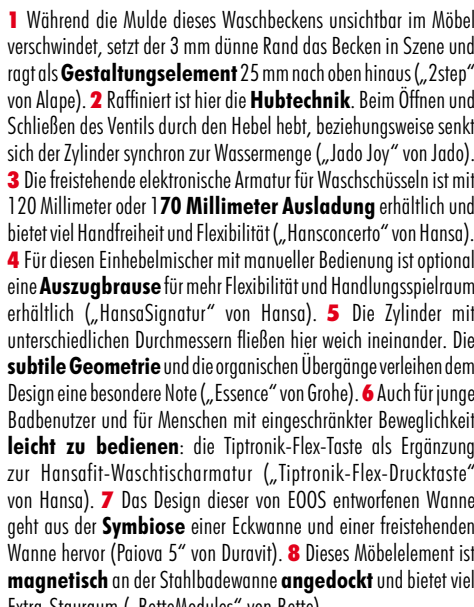 1 Während die Mulde dieses Waschbeckens unsichtbar im Möbel
verschwindet, setzt der 3 mm dünne Rand das Becken in Szene und
ragt als Gestaltungselement 25 mm nach oben hinaus („2step“
von Alape). 2 Raffiniert ist hier die Hubtechnik. Beim Öffnen und
Schließen des Ventils durch den Hebel hebt, beziehungsweise senkt
sich der Zylinder synchron zur Wassermenge („Jado Joy“ von Jado).
3 Die freistehende elektronische Armatur für Waschschüsseln ist mit
120 Millimeter oder 170 Millimeter Ausladung erhältlich und
bietet viel Handfreiheit und Flexibilität („Hansconcerto“ von Hansa).
4 Für diesen Einhebelmischer mit manueller Bedienung ist optional
eine Auszugbrause für mehr Flexibilität und Handlungsspielraum
erhältlich („HansaSignatur“ von Hansa). 5 Die Zylinder mit
unterschiedlichen Durchmessern fließen hier weich ineinander. Die
subtile Geometrie und die organischen Übergänge verleihen dem
Design eine besondere Note („Essence“ von Grohe). 6 Auch für junge
Badbenutzer und für Menschen mit eingeschränkter Beweglichkeit
leicht zu bedienen: die Tiptronik-Flex-Taste als Ergänzung
zur Hansafit-Waschtischarmatur („Tiptronik-Flex-Drucktaste“
von Hansa). 7 Das Design dieser von EOOS entworfenen Wanne
geht aus der Symbiose einer Eckwanne und einer freistehenden
Wanne hervor (Paiova 5“ von Duravit). 8 Dieses Möbelelement ist
magnetisch an der Stahlbadewanne angedockt und bietet viel
Extra-Stauraum („BetteModules“ von Bette).